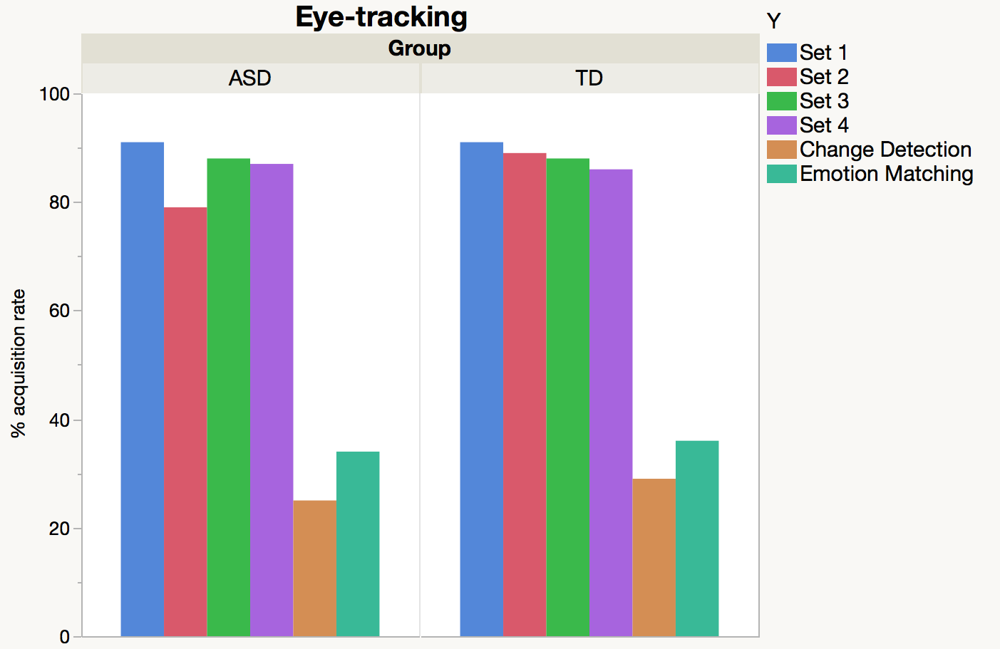 Eye-tracking
Group
ASD
TD
100
80
60
40
20
0
% acquisition rate
Y
Set 1
Set 2
Set 3
Set 4
Change Detection
Emotion Matching